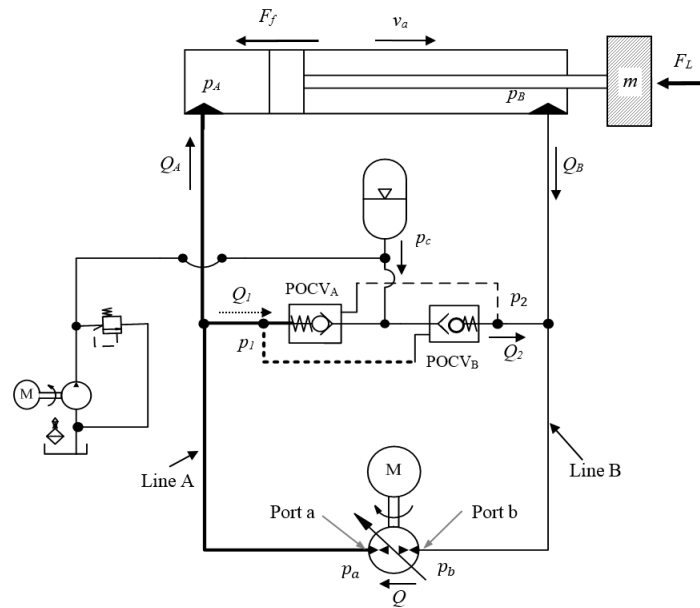 F_f
v_a
p_A
p_B
m
F_L
Q_A
Q_B
p_c
Q_1
POCV_A
p_2
p_1
POCV_B
Q_2
M
Line A
Line B
M
Port a
Port b
p_a
p_b
Q